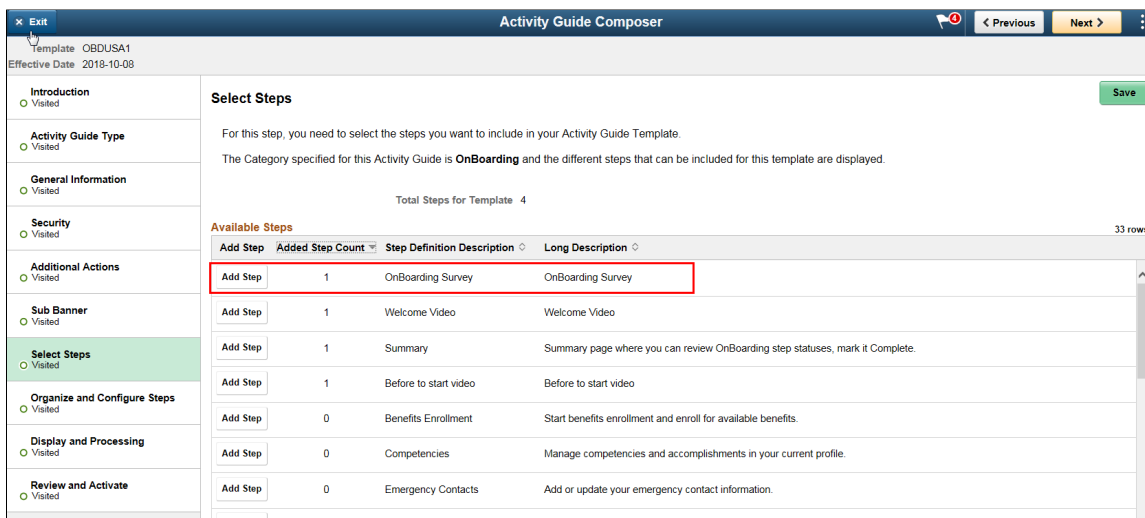 × Exit
Activity Guide Composer
4
Previous
Next
Template OBDUSA1
Effective Date 2018-10-08
Introduction
Visited
Activity Guide Type
Visited
General Information
Visited
Security
Visited
Additional Actions
Visited
Sub Banner
Visited
Select Steps
Visited
Organize and Configure Steps
Visited
Display and Processing
Visited
Review and Activate
Visited
Select Steps
Save
For this step, you need to select the steps you want to include in your Activity Guide Template.
The Category specified for this Activity Guide is OnBoarding and the different steps that can be included for this template are displayed.
Total Steps for Template 4
Available Steps
33 rows
Add Step Added Step Count Step Definition Description Long Description
Add Step 1 OnBoarding Survey OnBoarding Survey
Add Step 1 Welcome Video Welcome Video
Add Step 1 Summary Summary page where you can review OnBoarding step statuses, mark it Complete.
Add Step 1 Before to start video Before to start video
Add Step 0 Benefits Enrollment Start benefits enrollment and enroll for available benefits.
Add Step 0 Competencies Manage competencies and accomplishments in your current profile.
Add Step 0 Emergency Contacts Add or update your emergency contact information.